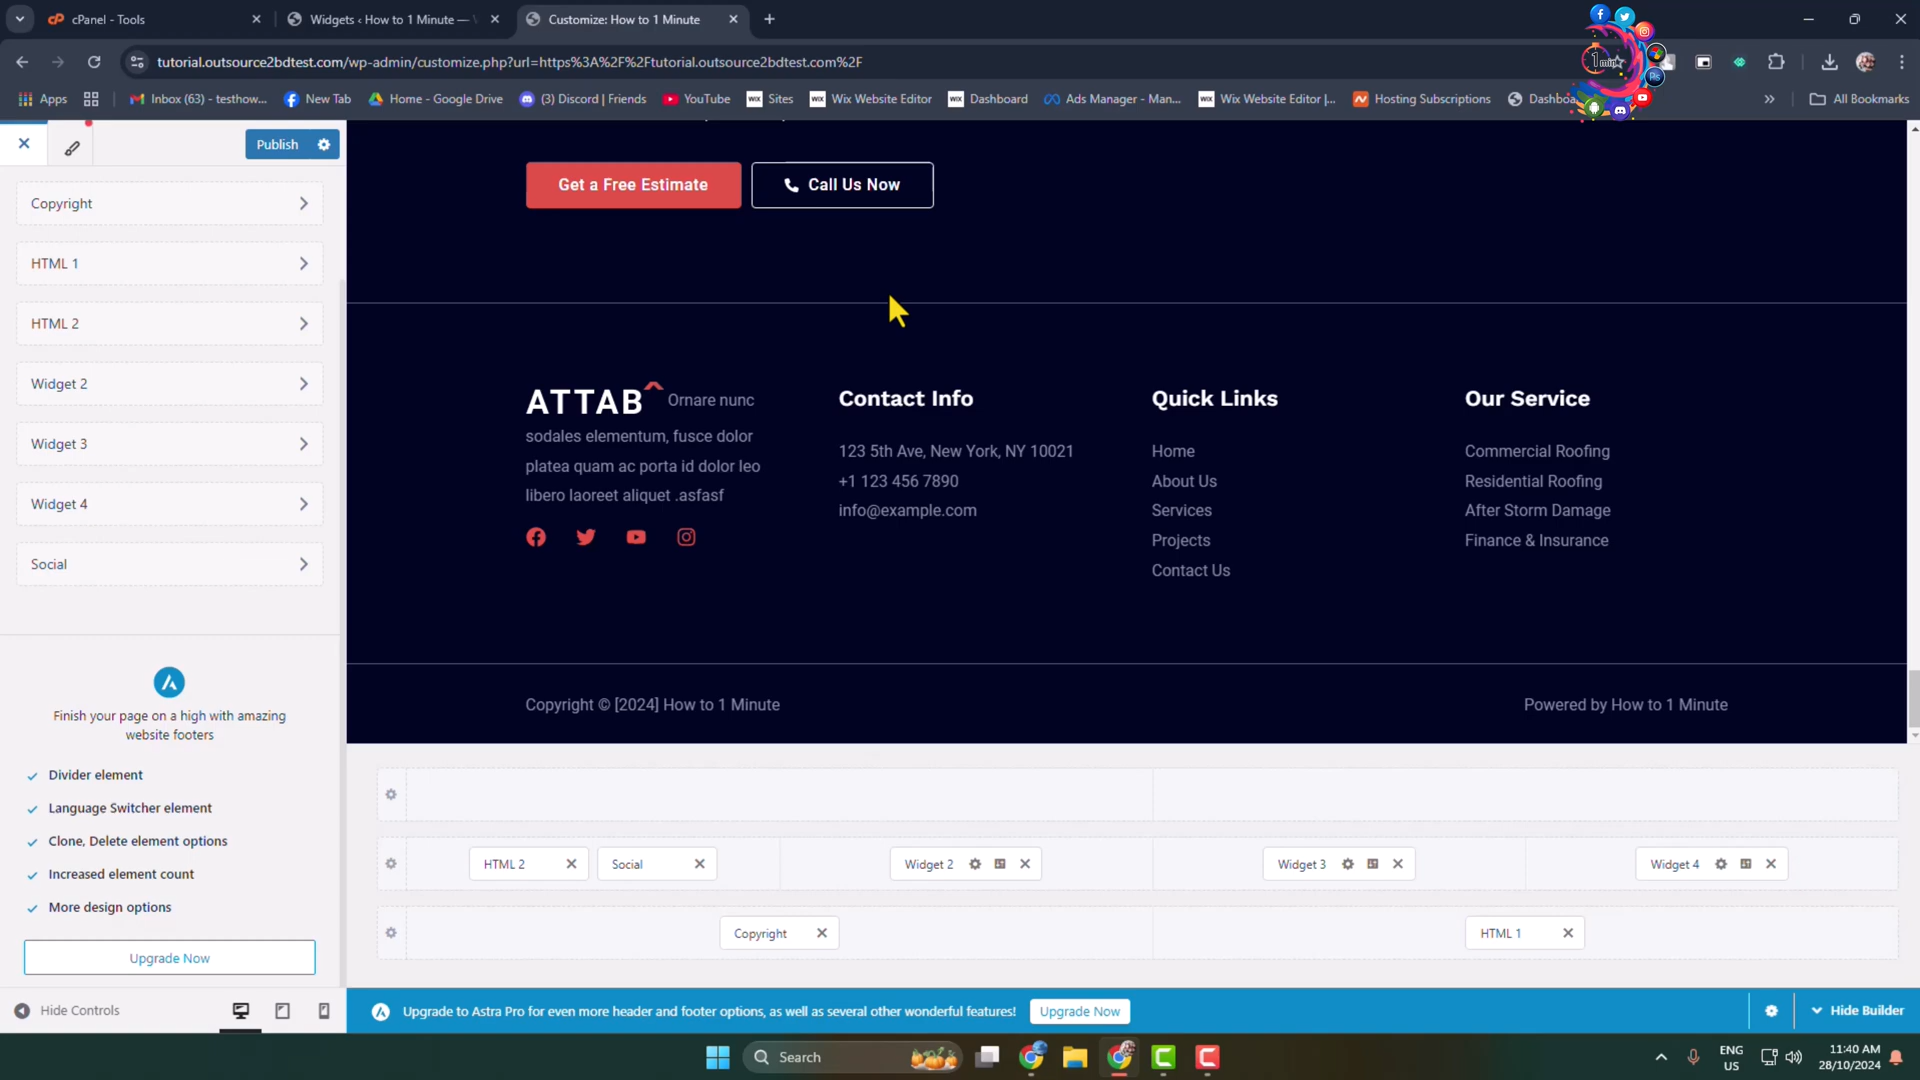 cPanel - Tools
Widgets ‹ How to 1 Minute —
Customize: How to 1 Minute
tutorial.outsource2bdtest.com/wp-admin/customize.php?url=https%3A%2F%2Ftutorial.outsource2bdtest.com%2F
1 min
Apps
Inbox (63) - testhow...
New Tab
Home - Google Drive
(3) Discord | Friends
YouTube
WIX
Sites
WIX
Wix Website Editor
WIX
Dashboard
Ads Manager - Man...
WIX
Wix Website Editor |...
Hosting Subscriptions
All Bookmarks
Publish
Copyright
HTML 1
HTML 2
Widget 2
Widget 3
Widget 4
Social
Finish your page on a high with amazing
website footers
Divider element
Language Switcher element
Clone, Delete element options
Increased element count
More design options
Upgrade Now
Hide Controls
Get a Free Estimate
Call Us Now
ATTAB Ornare nunc
sodales elementum, fusce dolor
platea quam ac porta id dolor leo
libero laoreet aliquet .asfasf
Contact Info
123 5th Ave, New York, NY 10021
+1 123 456 7890
info@example.com
Quick Links
Home
About Us
Services
Projects
Contact Us
Our Service
Commercial Roofing
Residential Roofing
After Storm Damage
Finance & Insurance
Copyright © [2024] How to 1 Minute
Powered by How to 1 Minute
HTML 2
Social
Widget 2
Widget 3
Widget 4
Copyright
HTML 1
Upgrade to Astra Pro for even more header and footer options, as well as several other wonderful features!
Upgrade Now
Hide Builder
Search
ENG
US
11:40 AM
28/10/2024